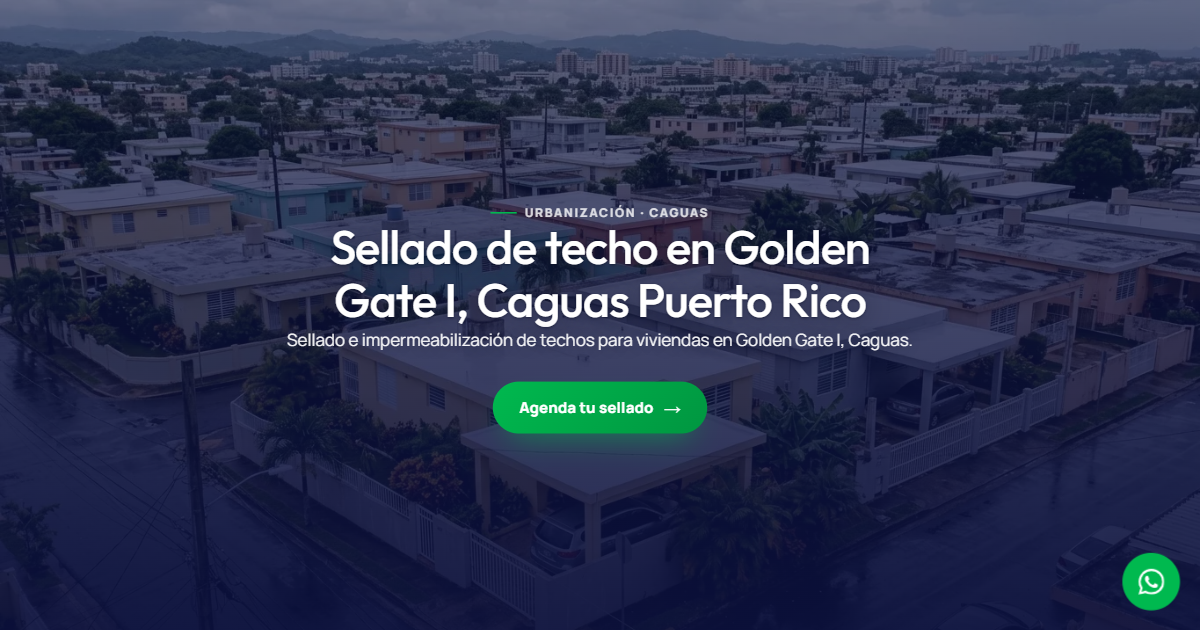 URBANIZACIÓN · CAGUAS
Sellado de techo en Golden
Gate I, Caguas Puerto Rico
Sellado e impermeabilización de techos para viviendas en Golden Gate I, Caguas.
Agenda tu sellado →